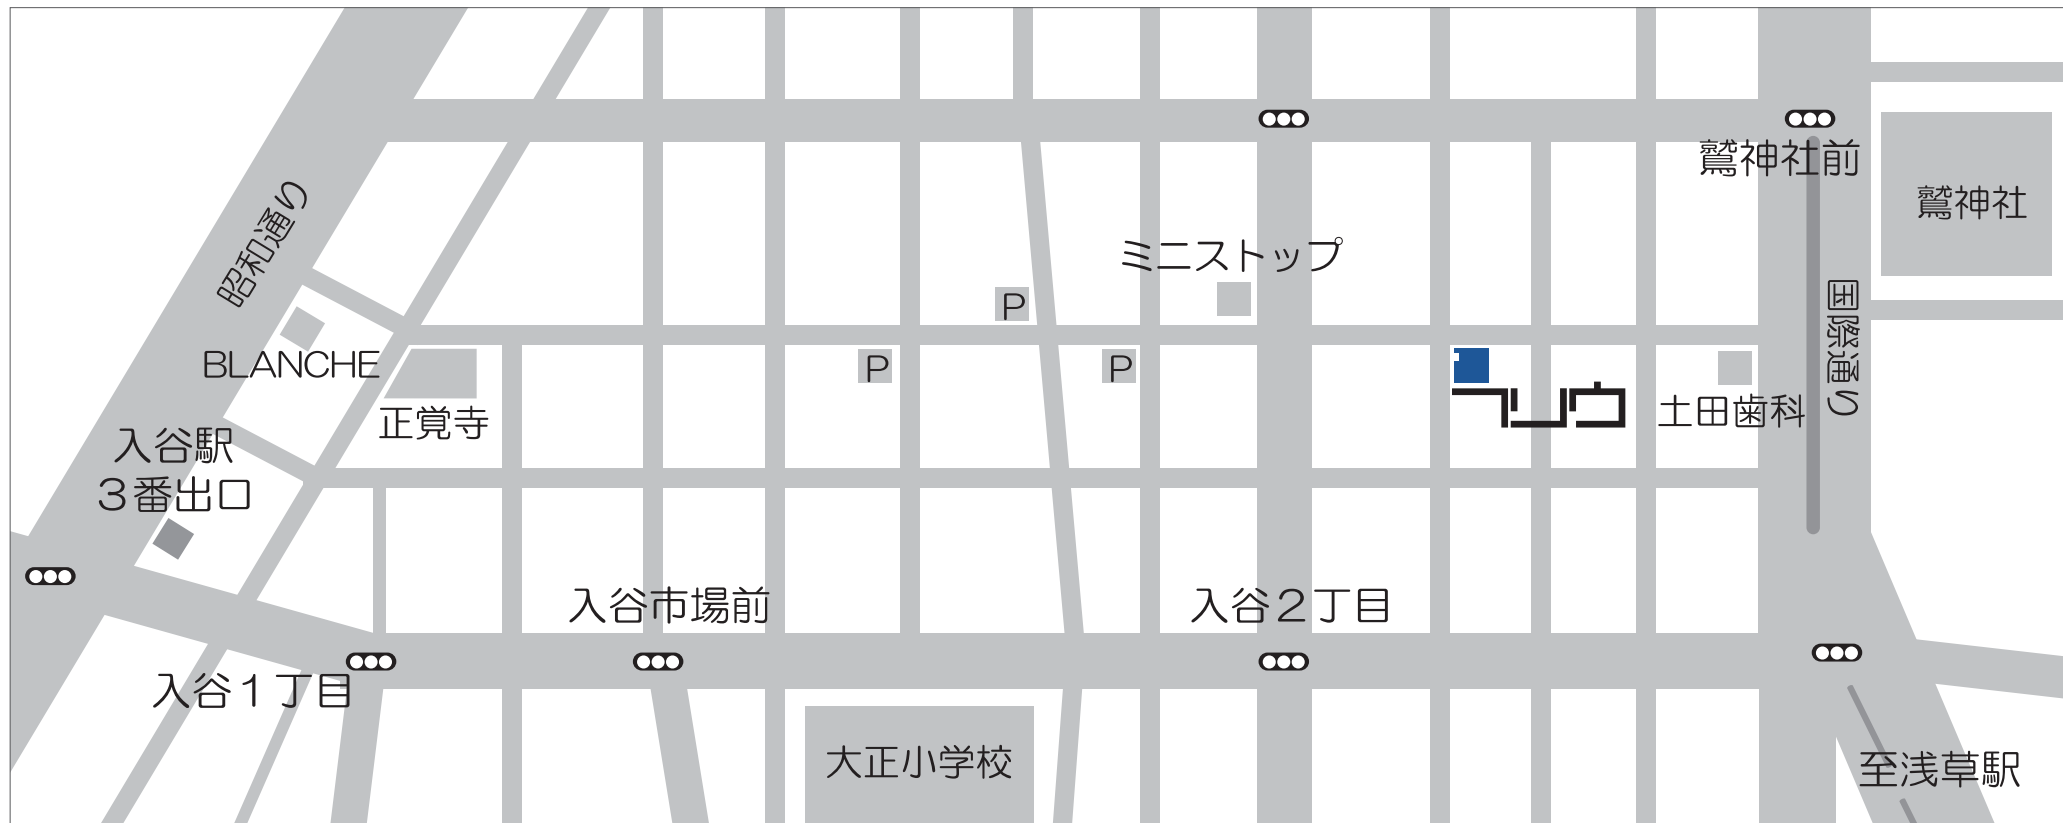 鷲神社前
鷲神社
昭和通り
ミニストップ
国際通り
P
BLANCHE
P
P
正覚寺
土田歯科
入谷駅
３番出口
入谷市場前
入谷２丁目
入谷１丁目
大正小学校
至浅草駅